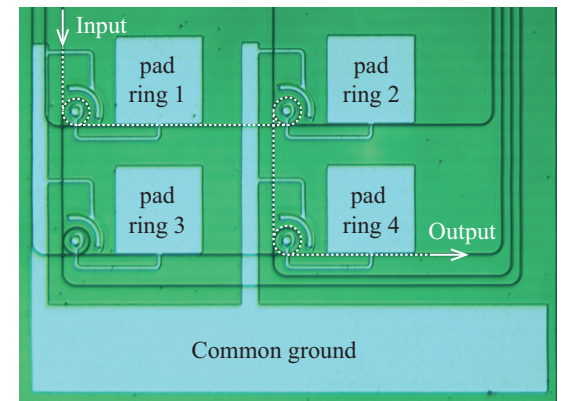 Input
pad
ring 1
pad
ring 2
pad
ring 3
pad
ring 4
Output
Common ground